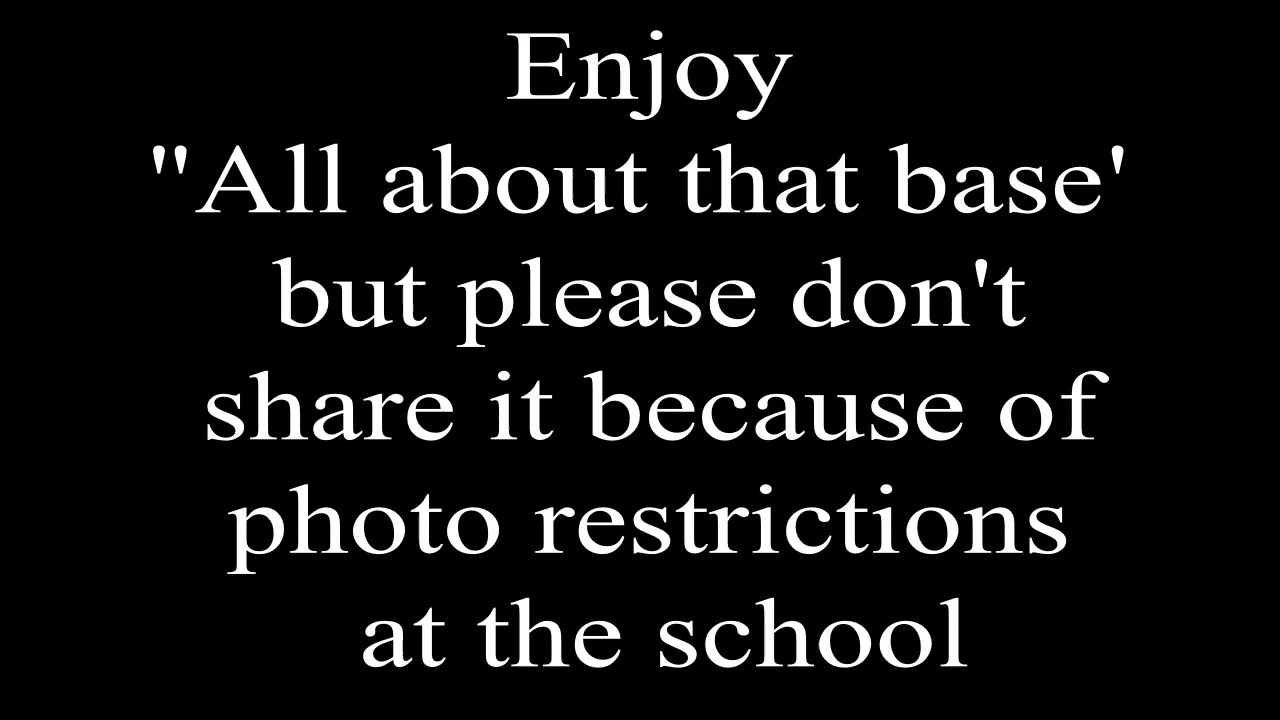 Enjoy
"All about that base'
but please don't
share it because of
photo restrictions
at the school